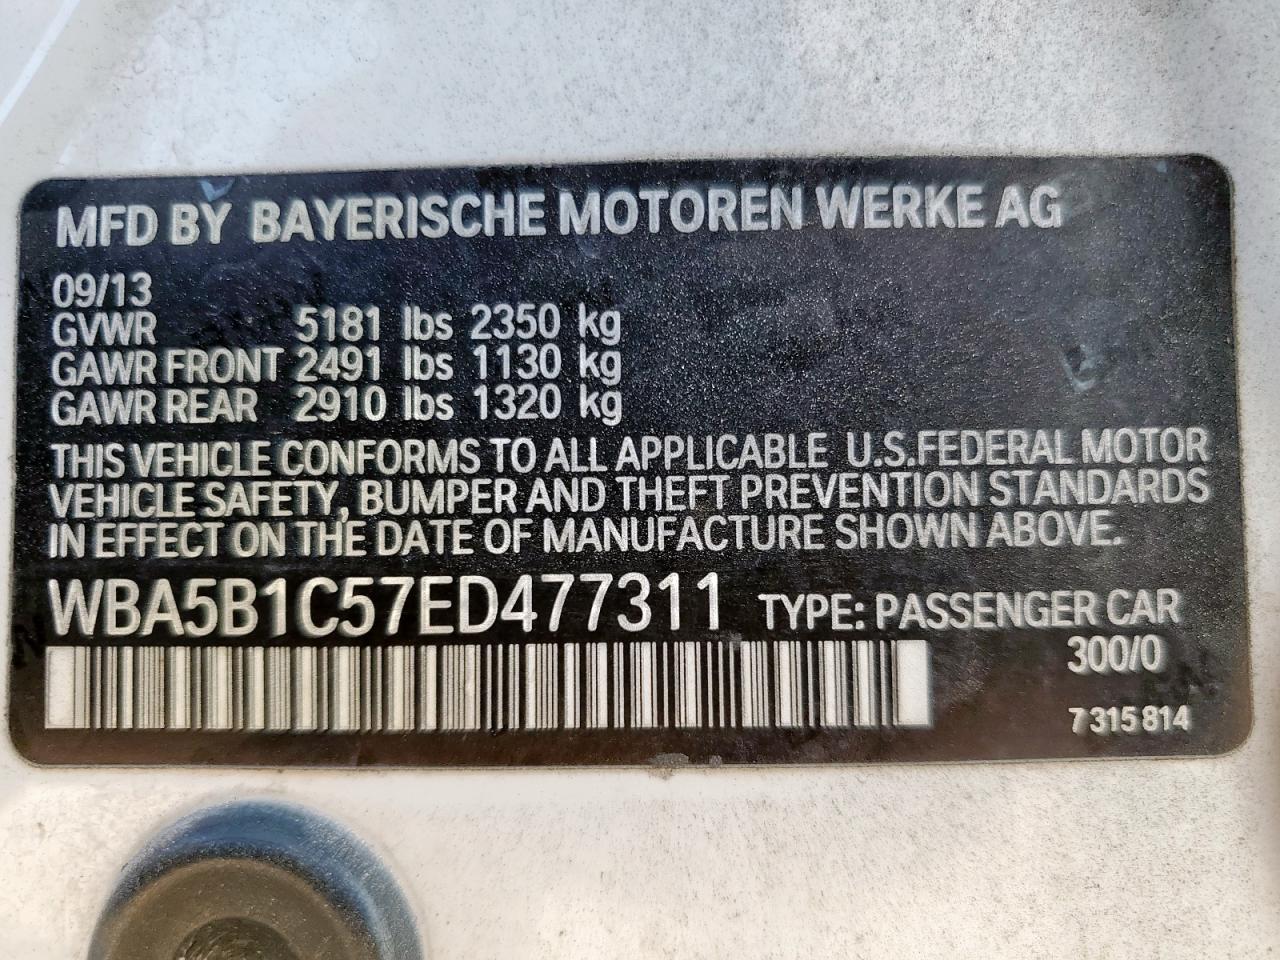 MFD BY BAYERISCHE MOTOREN WERKE AG
09/13
GVWR 5181 lbs 2350 kg
GAWR FRONT 2491 lbs 1130 kg
GAWR REAR 2910 lbs 1320 kg
THIS VEHICLE CONFORMS TO ALL APPLICABLE U.S.FEDERAL MOTOR
VEHICLE SAFETY, BUMPER AND THEFT PREVENTION STANDARDS
IN EFFECT ON THE DATE OF MANUFACTURE SHOWN ABOVE.
WBA5B1C57ED477311 TYPE: PASSENGER CAR
300/0
7 315 814